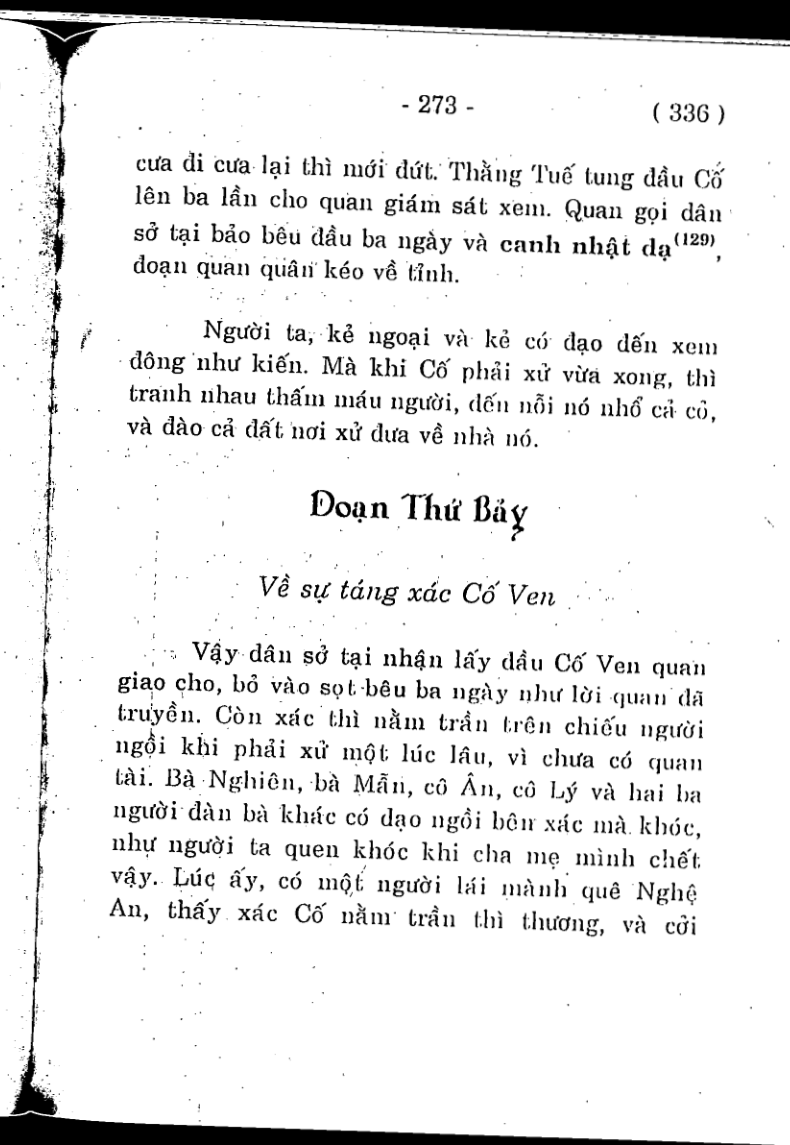 - 273 -
( 336 )
cưa đi cưa lại thì mới đứt. Thằng Tuế tung đầu Cố
lên ba lần cho quan giám sát xem. Quan gọi dân
sở tại bảo bêu đầu ba ngày và canh nhật dạ(129),
đoạn quan quân kéo về tỉnh.
Người ta, kẻ ngoại và kẻ có đạo đến xem
đông như kiến. Mà khi Cố phải xử vừa xong, thì
tranh nhau thấm máu người, đến nỗi nó nhổ cả cỏ,
và đào cả đất nơi xử đưa về nhà nó.
Đoạn Thứ Bảy
Về sự táng xác Cố Ven
Vậy dân sở tại nhận lấy đầu Cố Ven quan
giao cho, bỏ vào sọt bêu ba ngày như lời quan đã
truyền. Còn xác thì nằm trần trên chiếu người
ngồi khi phải xử một lúc lâu, vì chưa có quan
tài. Bà Nghiên, bà Mẫn, cô Ân, cô Lý và hai ba
người đàn bà khác có đạo ngồi bên xác mà khóc,
như người ta quen khóc khi cha mẹ mình chết
vậy. Lúc ấy, có một người lái mành quê Nghệ
An, thấy xác Cố nằm trần thì thương, và cởi